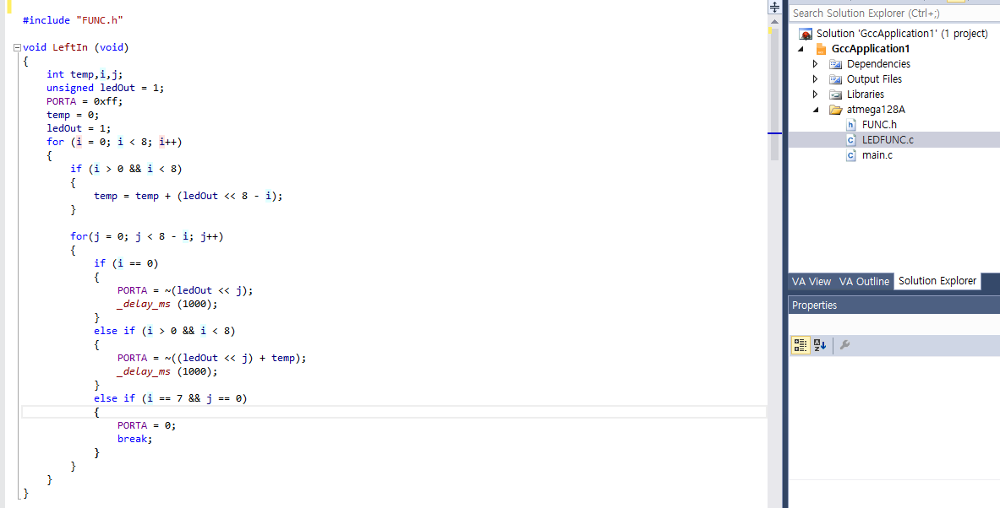 #include "FUNC.h"
void LeftIn (void)
{
int temp,i,j;
unsigned ledOut = 1;
PORTA = 0xff;
temp = 0;
ledOut = 1;
for (i = 0; i < 8; i++)
{
if (i > 0 && i < 8)
{
temp = temp + (ledOut << 8 - i);
}
for(j = 0; j < 8 - i; j++)
{
if (i == 0)
{
PORTA = ~(ledOut << j);
_delay_ms (1000);
}
else if (i > 0 && i < 8)
{
PORTA = ~((ledOut << j) + temp);
_delay_ms (1000);
}
else if (i == 7 && j == 0)
{
PORTA = 0;
break;
}
}
}
}
Search Solution Explorer (Ctrl+;)
Solution 'GccApplication1' (1 project)
GccApplication1
Dependencies
Output Files
Libraries
atmega128A
FUNC.h
LEDFUNC.c
main.c
VA View VA Outline Solution Explorer
Properties